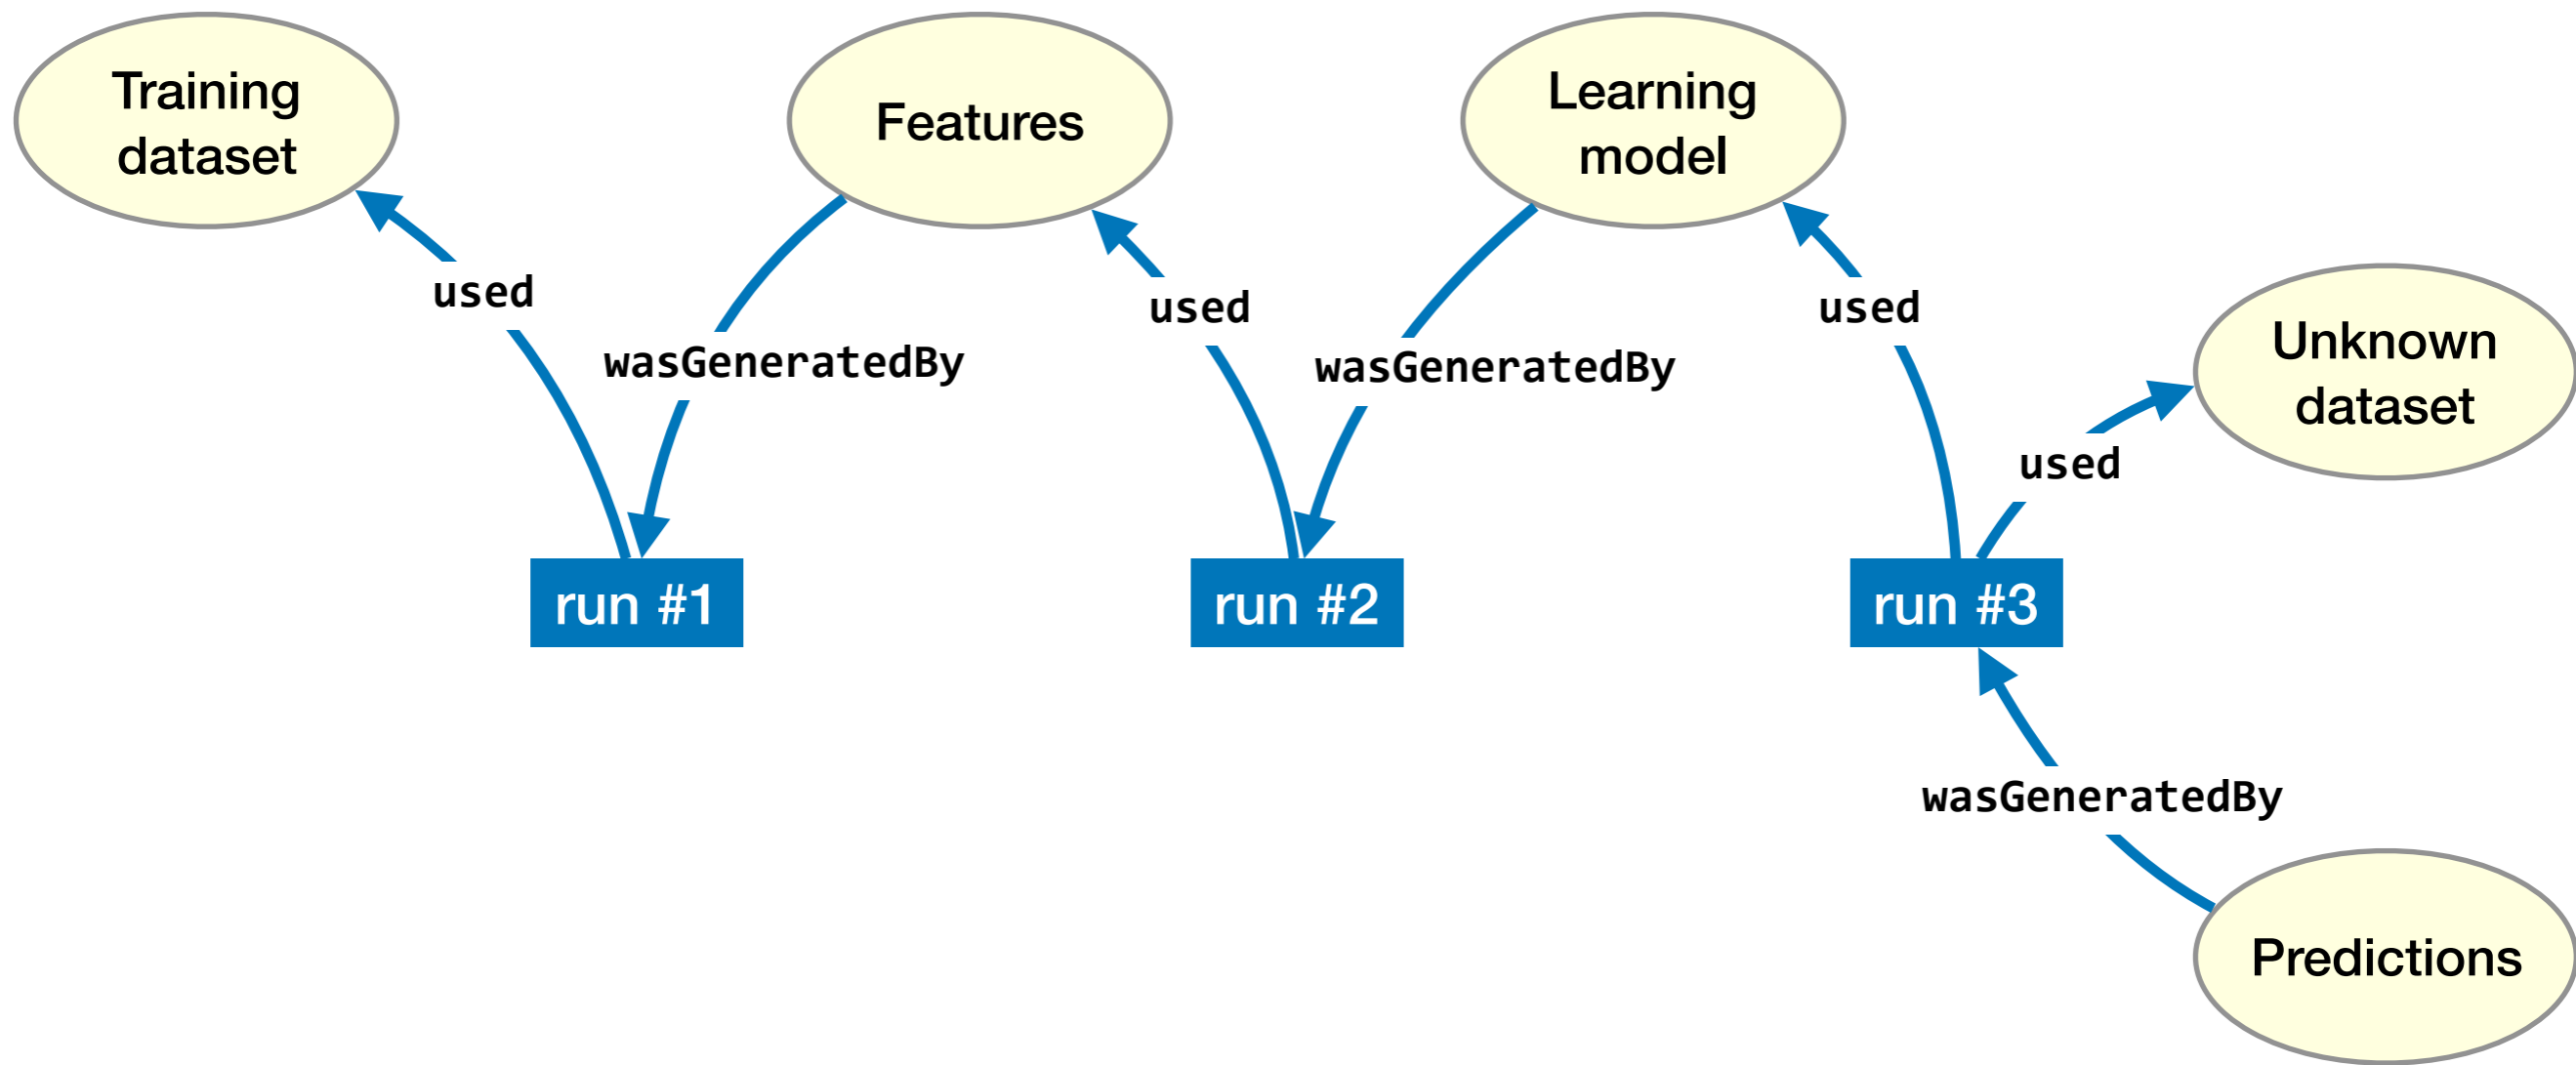 Training
dataset
Features
Learning
model
used
wasGeneratedBy
used
wasGeneratedBy
used
Unknown
dataset
used
run #1
run #2
run #3
wasGeneratedBy
Predictions